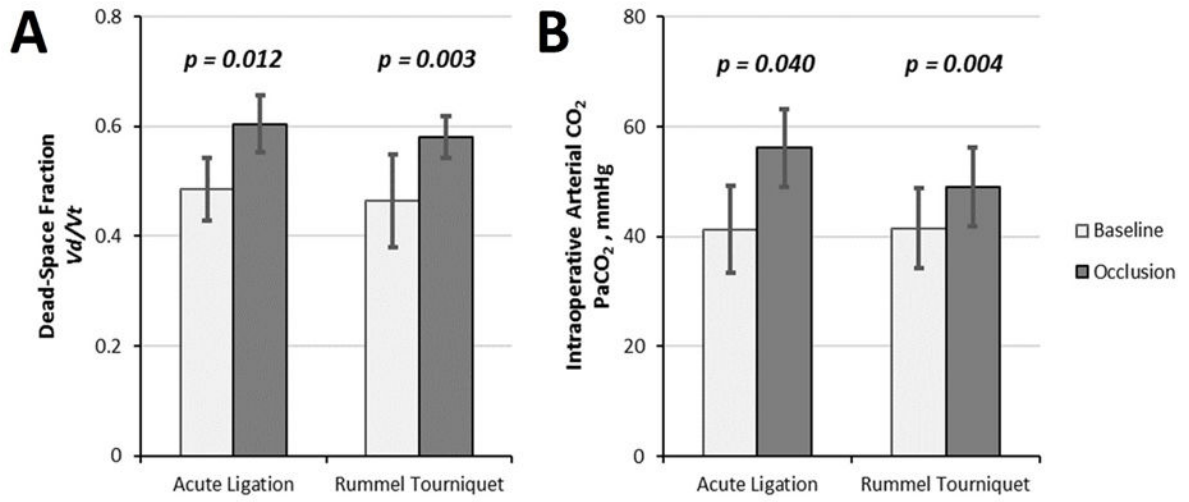 A
Dead-Space Fraction
Vd/Vt
0.8
0.6
0.4
0.2
0
p = 0.012
p = 0.003
Acute Ligation
Rummel Tourniquet
B
Intraoperative Arterial CO₂
PaCO₂ , mmHg
80
60
40
20
0
p = 0.040
p = 0.004
Acute Ligation
Rummel Tourniquet
Baseline
Occlusion